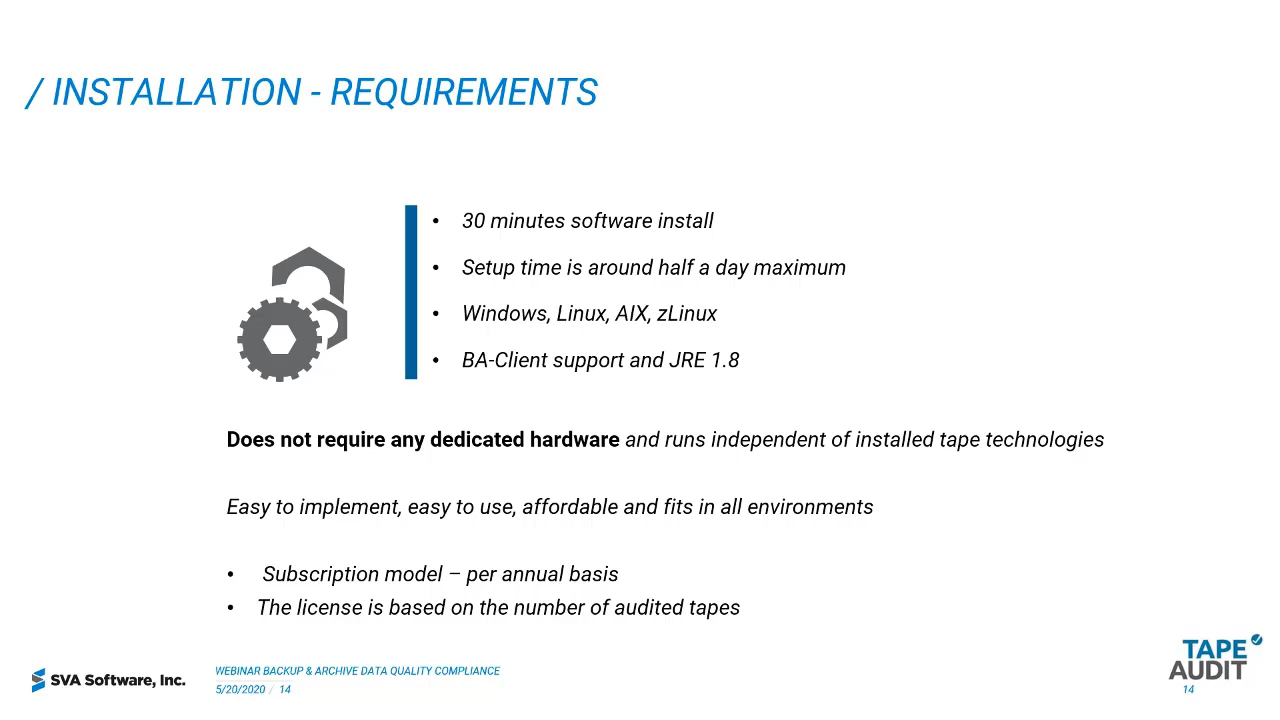 / INSTALLATION - REQUIREMENTS
• 30 minutes software install
• Setup time is around half a day maximum
• Windows, Linux, AIX, zLinux
• BA-Client support and JRE 1.8
Does not require any dedicated hardware and runs independent of installed tape technologies
Easy to implement, easy to use, affordable and fits in all environments
• Subscription model – per annual basis
• The license is based on the number of audited tapes
SVA Software, Inc.
WEBINAR BACKUP & ARCHIVE DATA QUALITY COMPLIANCE
5/20/2020 / 14
TAPE
AUDIT
14